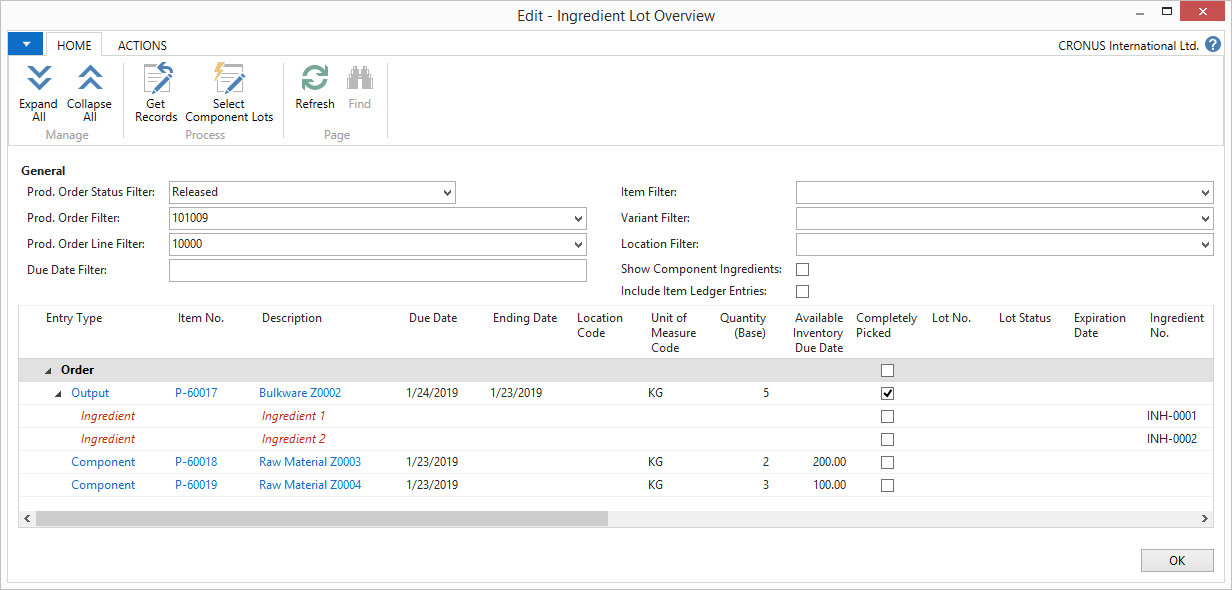 Edit - Ingredient Lot Overview
HOME ACTIONS CRONUS International Ltd. ?
Expand All Collapse All Get Records Select Component Lots Refresh Find
Manage Process Page
General
Prod. Order Status Filter: Released Item Filter:
Prod. Order Filter: 101009 Variant Filter:
Prod. Order Line Filter: 10000 Location Filter:
Due Date Filter: Show Component Ingredients:
Include Item Ledger Entries:
Entry Type Item No. Description Due Date Ending Date Location Code Unit of Measure Code Quantity (Base) Available Inventory Due Date Completely Picked Lot No. Lot Status Expiration Date Ingredient No.
Order
Output P-60017 Bulkware Z0002 1/24/2019 1/23/2019 KG 5
Ingredient Ingredient 1 INH-0001
Ingredient Ingredient 2 INH-0002
Component P-60018 Raw Material Z0003 1/23/2019 KG 2 200.00
Component P-60019 Raw Material Z0004 1/23/2019 KG 3 100.00
OK